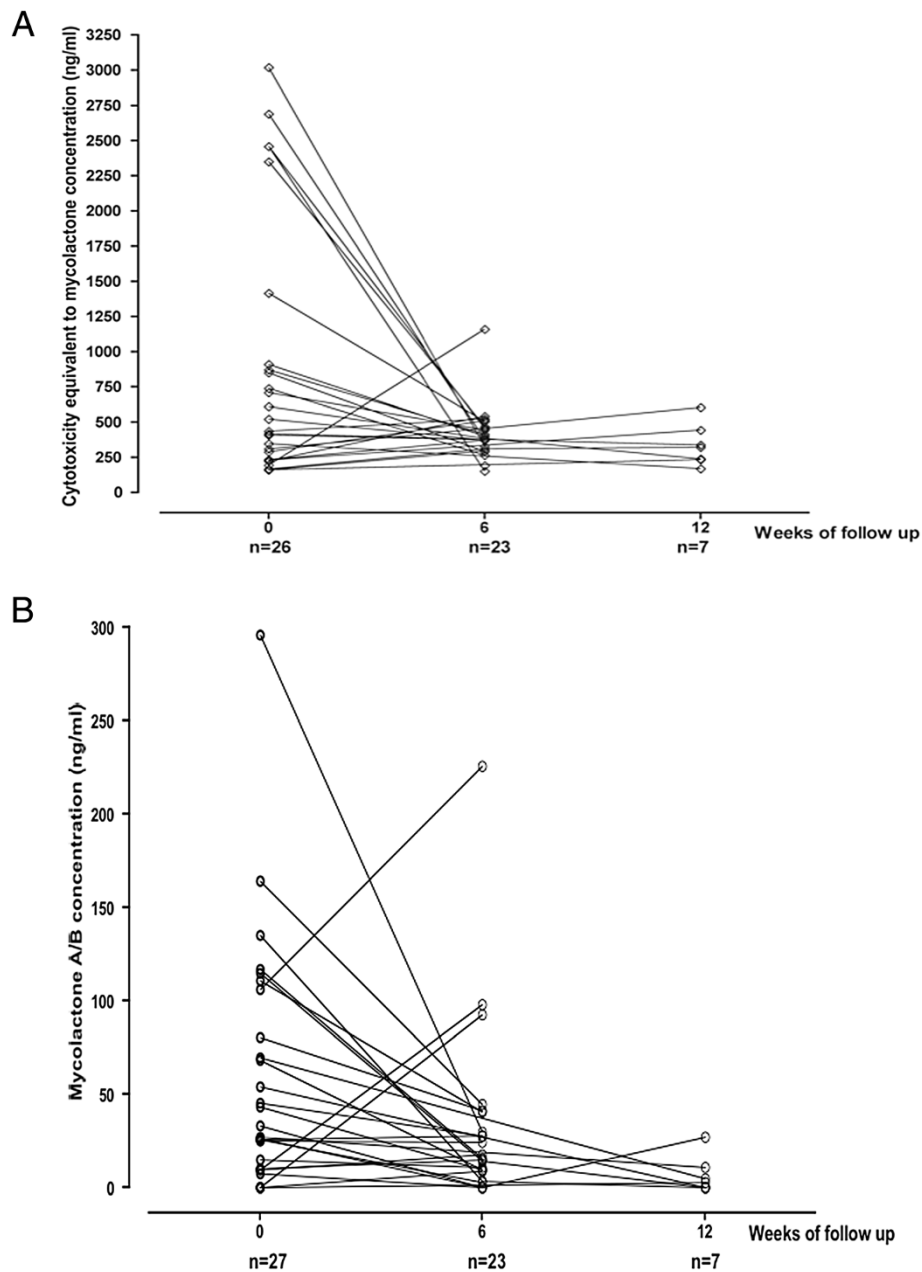 A
Cytotoxicity equivalent to mycolactone concentration (ng/ml)
3250
3000
2750
2500
2250
2000
1750
1500
1250
1000
750
500
250
0
0 6 12 Weeks of follow up
n=26 n=23 n=7
B
Mycolactone A/B concentration (ng/ml)
300
250
200
150
100
50
0
0 6 12 Weeks of follow up
n=27 n=23 n=7